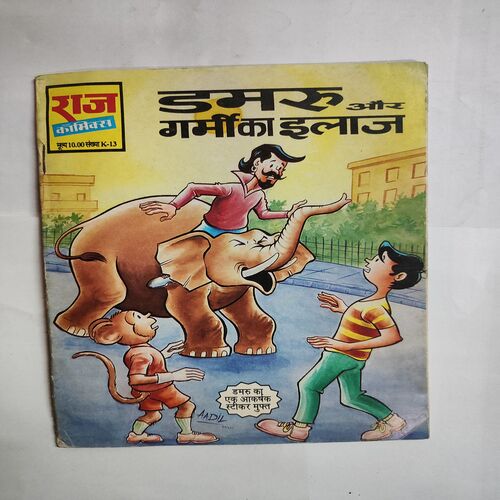 राज
कॉमिक्स
मूल्य 10.00 संख्या K-13
डमरू और
गर्मी का इलाज
डमरू का
एक आकर्षक
स्टीकर मुफ्त
AADIL